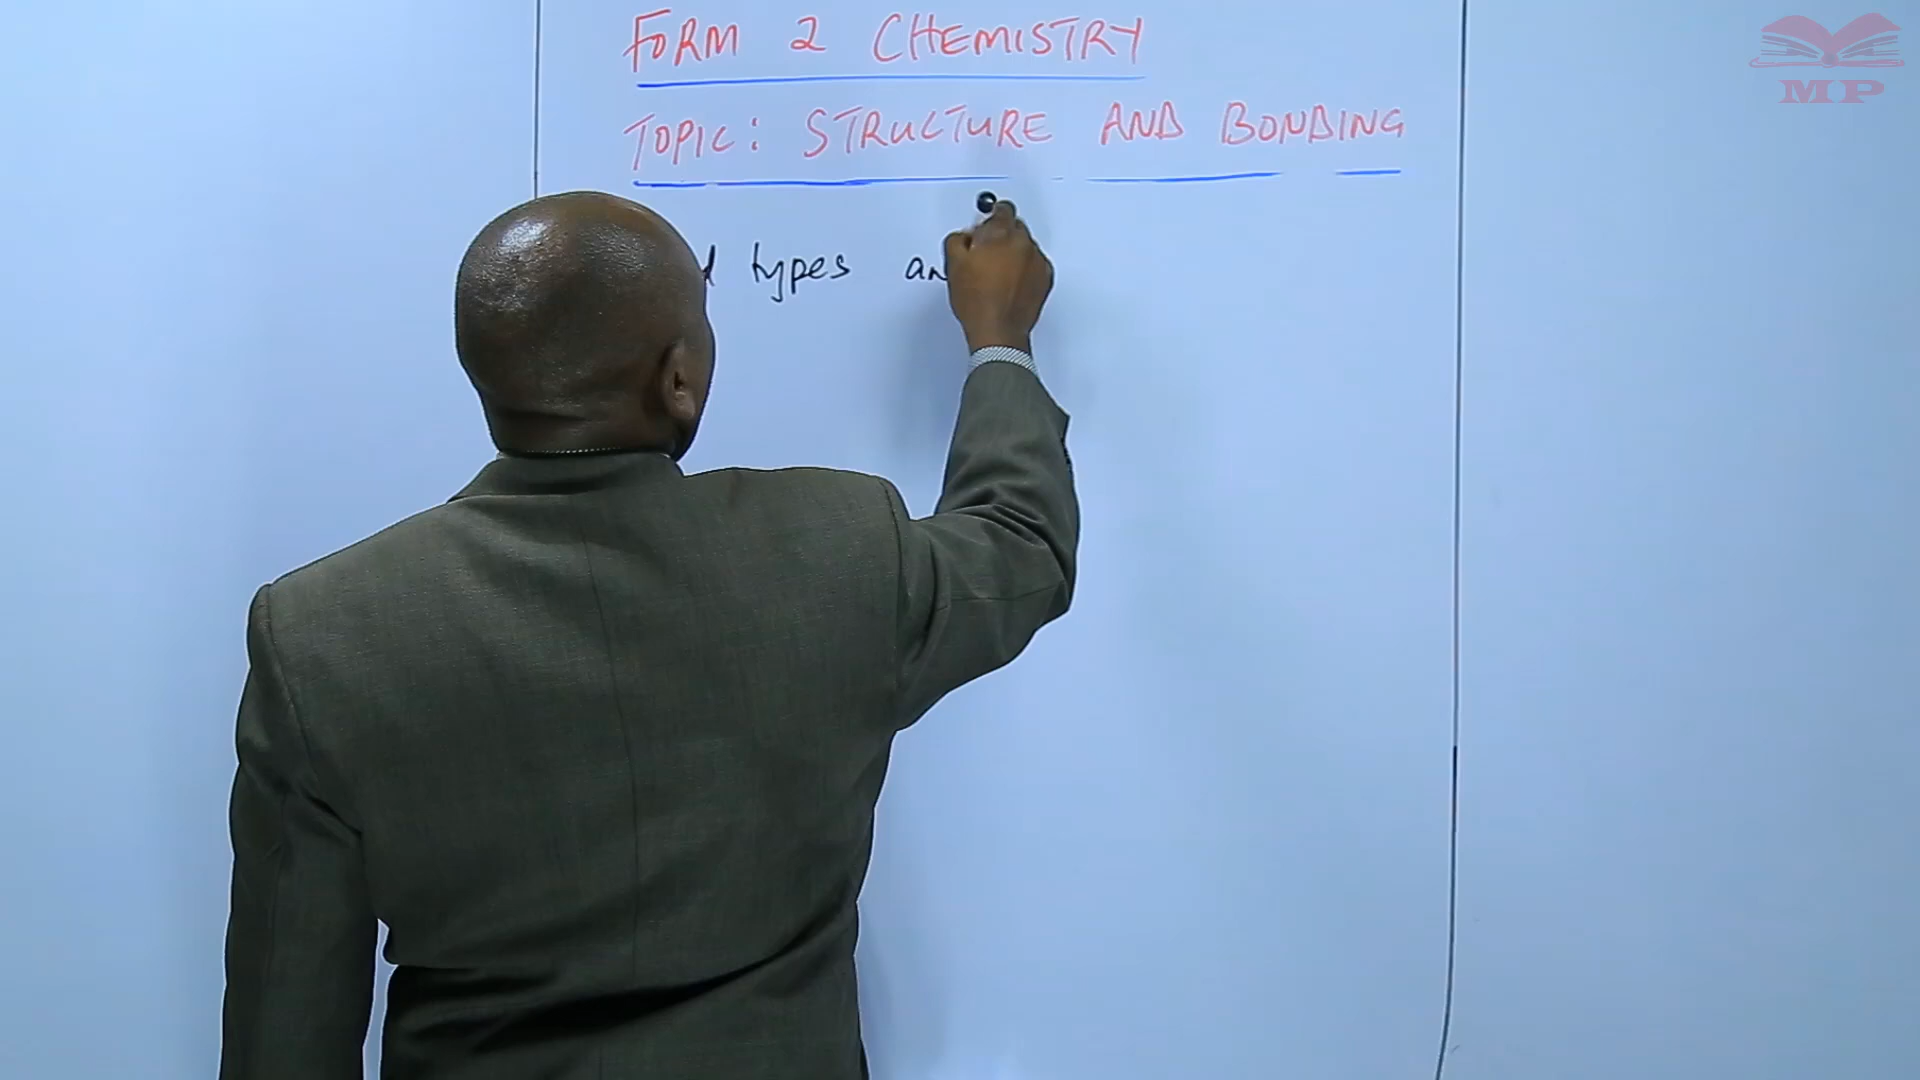 FORM 2 CHEMISTRY
TOPIC: STRUCTURE AND BONDING
types
MP